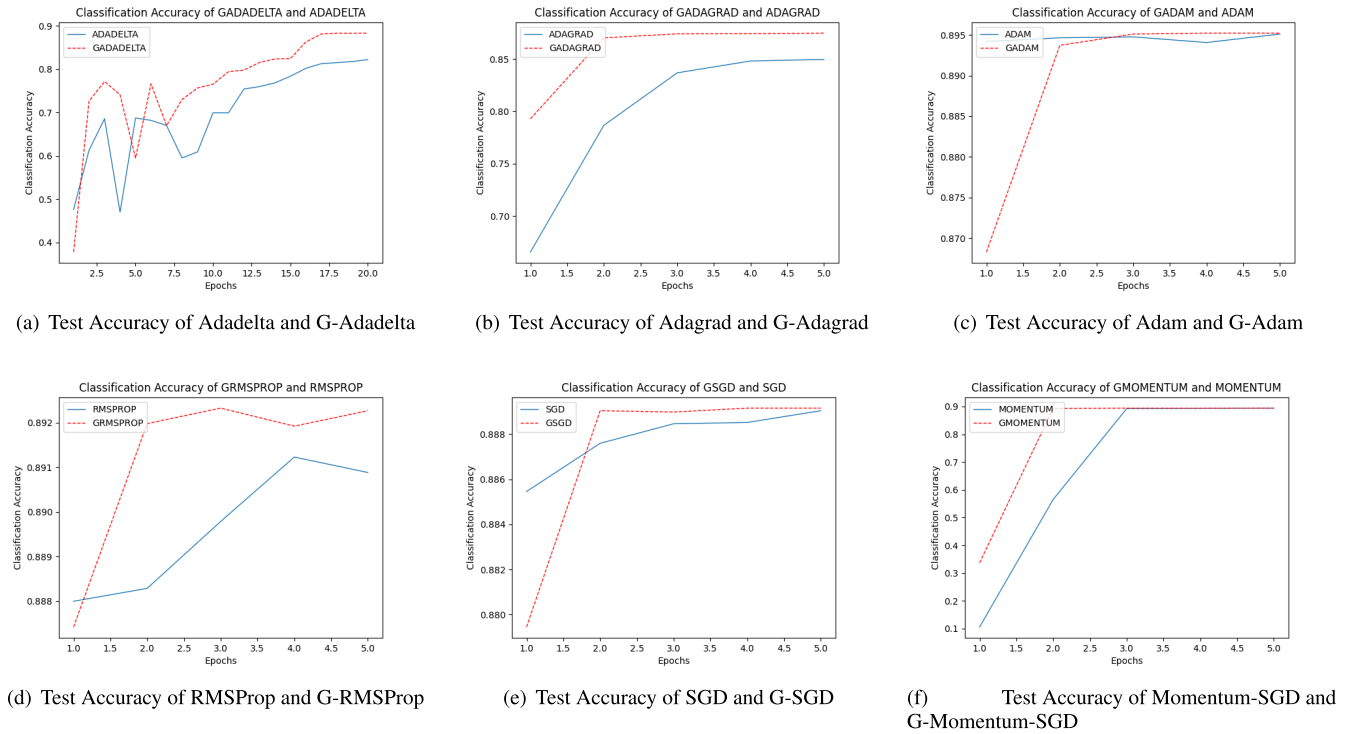 Classification Accuracy of GADADELTA and ADADELTA
ADADELTA
GADADELTA
0.9
0.8
0.7
0.6
0.5
0.4
Classification Accuracy
2.5 5.0 7.5 10.0 12.5 15.0 17.5 20.0
Epochs
(a) Test Accuracy of Adadelta and G-Adadelta
Classification Accuracy of GADAGRAD and ADAGRAD
ADAGRAD
GADAGRAD
0.85
0.80
0.75
0.70
Classification Accuracy
1.0 1.5 2.0 2.5 3.0 3.5 4.0 4.5 5.0
Epochs
(b) Test Accuracy of Adagrad and G-Adagrad
Classification Accuracy of GADAM and ADAM
ADAM
GADAM
0.895
0.890
0.885
0.880
0.875
0.870
Classification Accuracy
1.0 1.5 2.0 2.5 3.0 3.5 4.0 4.5 5.0
Epochs
(c) Test Accuracy of Adam and G-Adam
Classification Accuracy of GRMSPROP and RMSPROP
RMSPROP
GRMSPROP
0.892
0.891
0.890
0.889
0.888
Classification Accuracy
1.0 1.5 2.0 2.5 3.0 3.5 4.0 4.5 5.0
Epochs
(d) Test Accuracy of RMSProp and G-RMSProp
Classification Accuracy of GSGD and SGD
SGD
GSGD
0.888
0.886
0.884
0.882
0.880
Classification Accuracy
1.0 1.5 2.0 2.5 3.0 3.5 4.0 4.5 5.0
Epochs
(e) Test Accuracy of SGD and G-SGD
Classification Accuracy of GMOMENTUM and MOMENTUM
MOMENTUM
GMOMENTUM
0.9
0.8
0.7
0.6
0.5
0.4
0.3
0.2
0.1
Classification Accuracy
1.0 1.5 2.0 2.5 3.0 3.5 4.0 4.5 5.0
Epochs
(f) Test Accuracy of Momentum-SGD and
G-Momentum-SGD